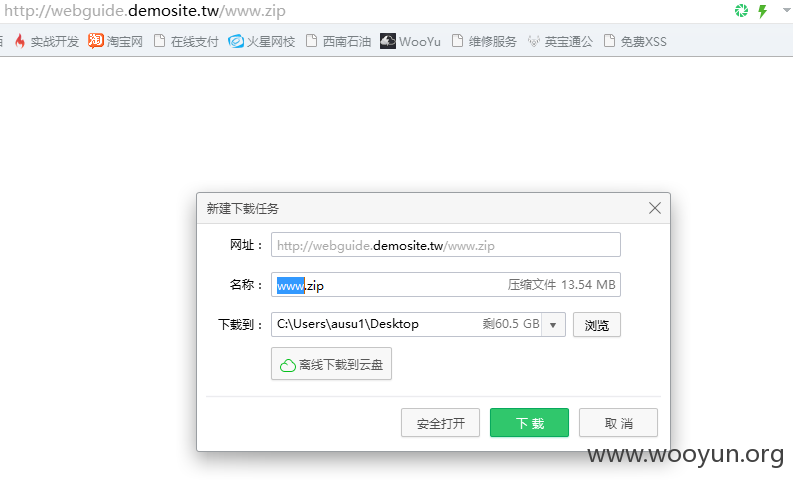 http://webguide.demosite.tw/www.zip
实战开发 淘宝网 在线支付 火星网校 西南石油 WooYu 维修服务 英宝通公 免费XSS
新建下载任务
网址： http://webguide.demosite.tw/www.zip
名称： www.zip 压缩文件 13.54 MB
下载到： C:\Users\ausu1\Desktop 剩60.5 GB 浏览
离线下载到云盘
安全打开 下载 取消
www.wooyun.org